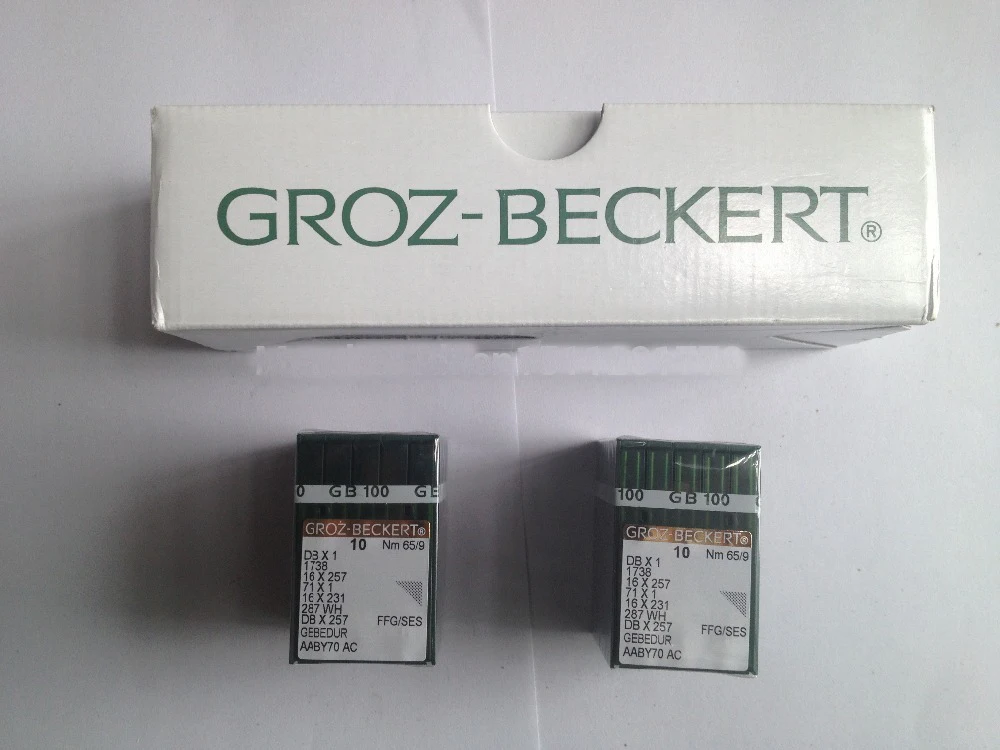 GROZ-BECKERT®
0 GB 100 GE
GROZ-BECKERT®
10 Nm 65/9
DB X 1
1738
16 X 257
71 X 1
16 X 231
287 WH
DB X 257 FFG/SES
GEBEDUR
AABY70 AC
100 GB 100
GROZ-BECKERT®
10 Nm 65/9
DB X 1
1738
16 X 257
71 X 1
16 X 231
287 WH
DB X 257 FFG/SES
GEBEDUR
AABY70 AC